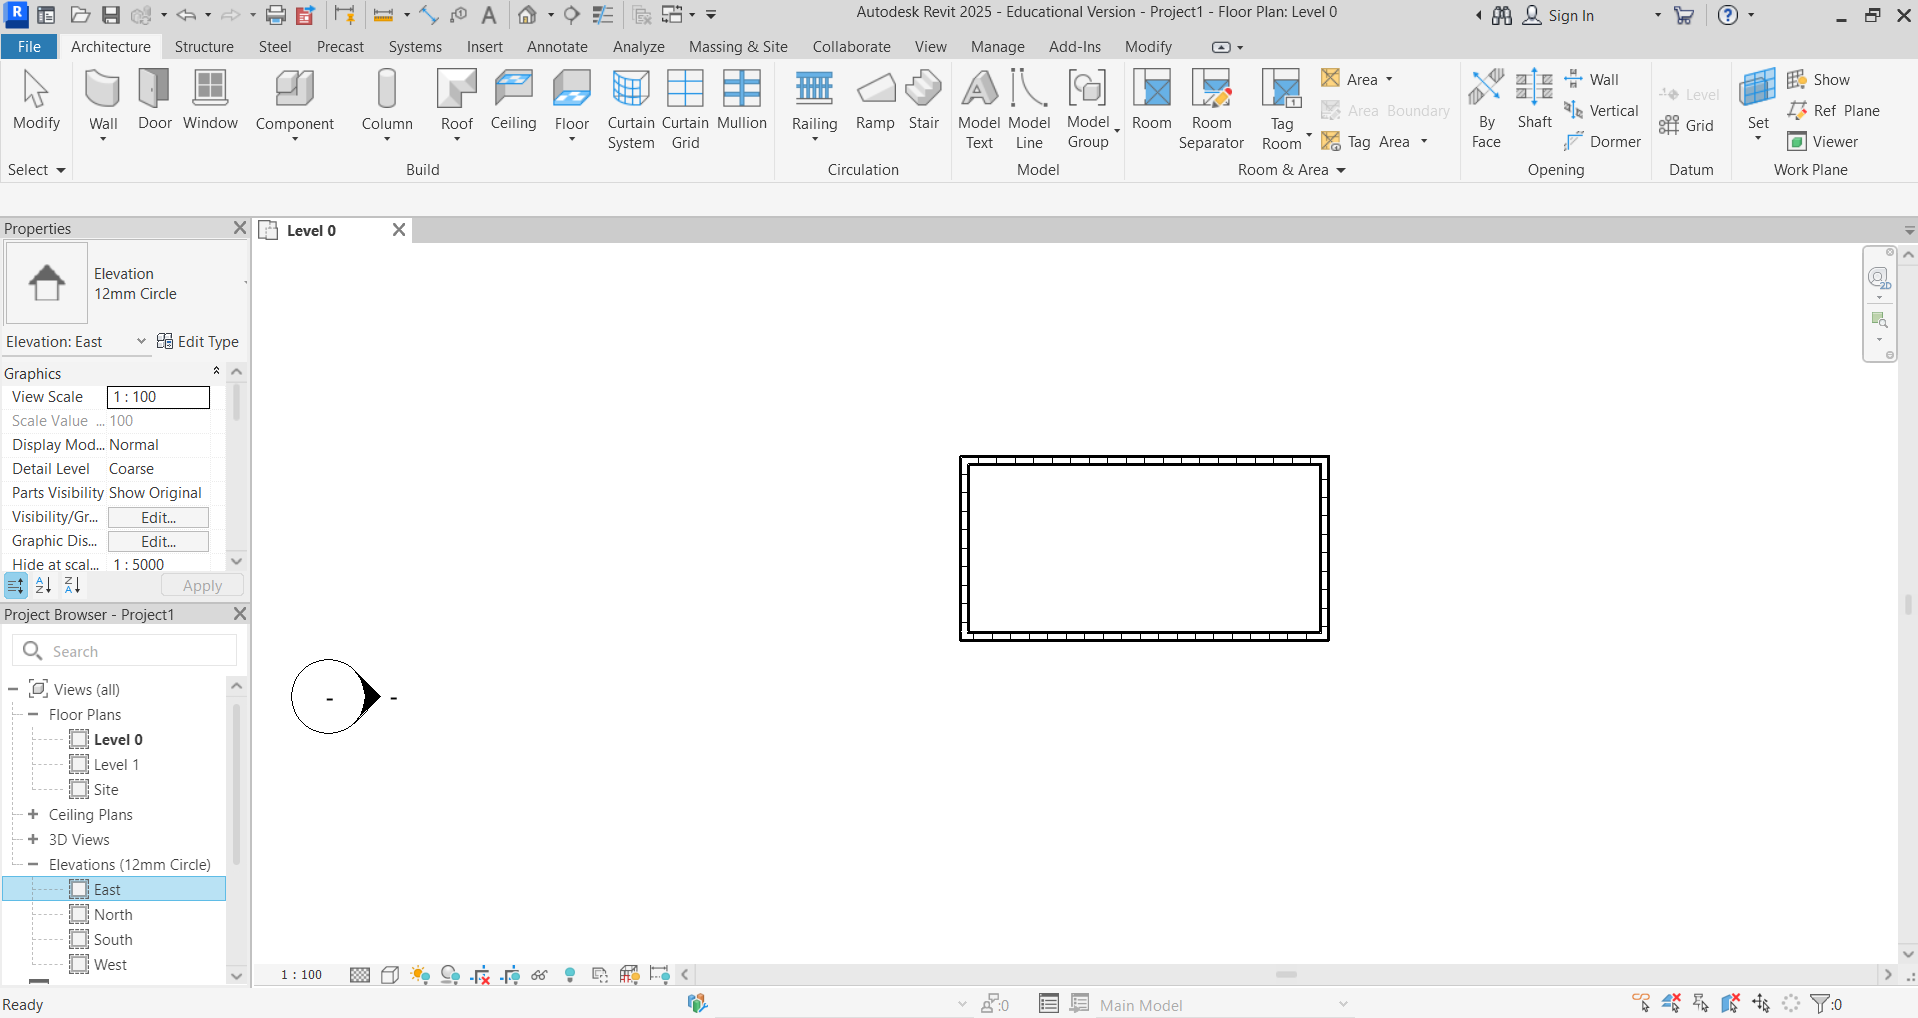 Autodesk Revit 2025 - Educational Version - Project1 - Floor Plan: Level 0
Sign In
File Architecture Structure Steel Precast Systems Insert Annotate Analyze Massing & Site Collaborate View Manage Add-Ins Modify
Modify
Wall
Door
Window
Component
Column
Roof
Ceiling
Floor
Curtain System
Curtain Grid
Mullion
Railing
Ramp
Stair
Model Text
Model Line
Model Group
Room
Room Separator
Tag Room
Area
Area Boundary
Tag Area
By Face
Shaft
Wall
Vertical
Dormer
Level
Grid
Set
Show
Ref Plane
Viewer
Select
Build
Circulation
Model
Room & Area
Opening
Datum
Work Plane
Properties
Level 0
Elevation
12mm Circle
Elevation: East
Edit Type
Graphics
View Scale 1 : 100
Scale Value ... 100
Display Mod... Normal
Detail Level Coarse
Parts Visibility Show Original
Visibility/Gr... Edit...
Graphic Dis... Edit...
Hide at scal... 1 : 5000
Apply
Project Browser - Project1
Search
Views (all)
Floor Plans
Level 0
Level 1
Site
Ceiling Plans
3D Views
Elevations (12mm Circle)
East
North
South
West
- -
2D
1 : 100
Ready
:0
Main Model
:0